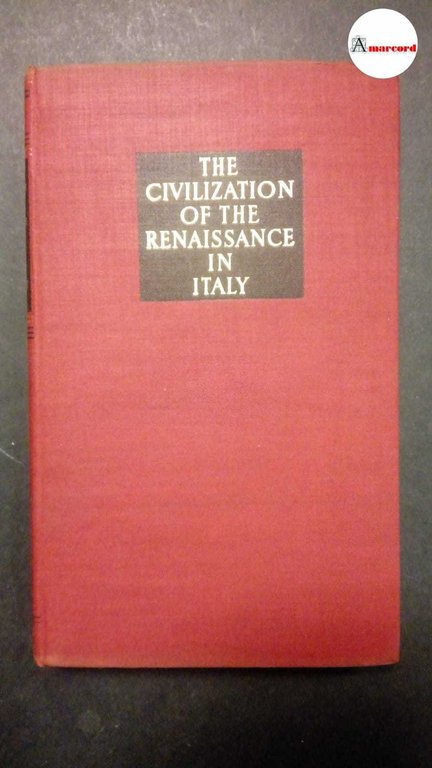 Amarcord
THE
CIVILIZATION
OF THE
RENAISSANCE
IN
ITALY